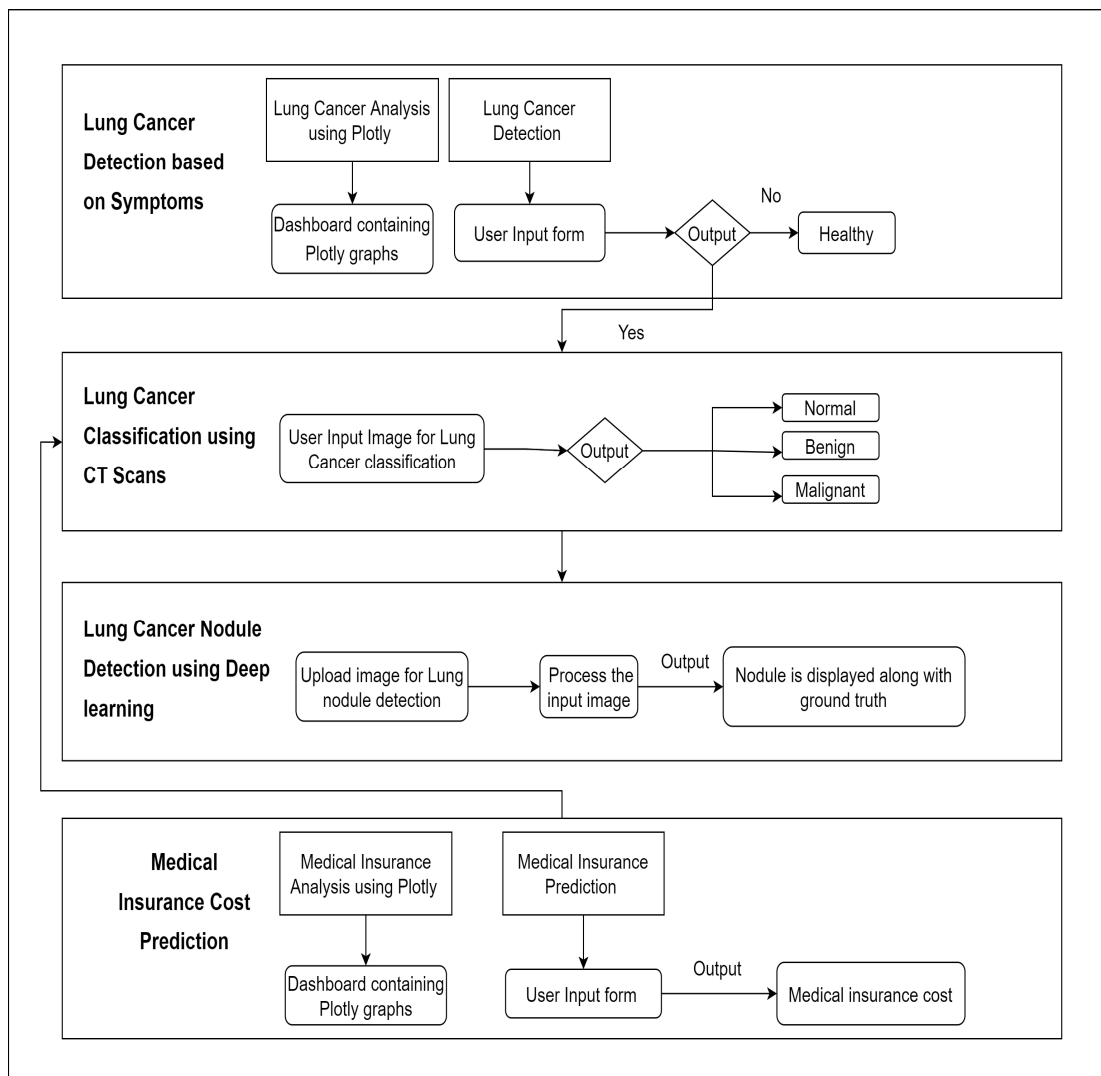 Lung Cancer
Detection based
on Symptoms
Lung Cancer Analysis
using Plotly
Lung Cancer
Detection
Dashboard containing
Plotly graphs
User Input form
Output
No
Healthy
Yes
Lung Cancer
Classification using
CT Scans
User Input Image for Lung
Cancer classification
Output
Normal
Benign
Malignant
Lung Cancer Nodule
Detection using Deep
learning
Upload image for Lung
nodule detection
Process the
input image
Output
Nodule is displayed along with
ground truth
Medical
Insurance Cost
Prediction
Medical Insurance
Analysis using Plotly
Medical Insurance
Prediction
Dashboard containing
Plotly graphs
User Input form
Output
Medical insurance cost